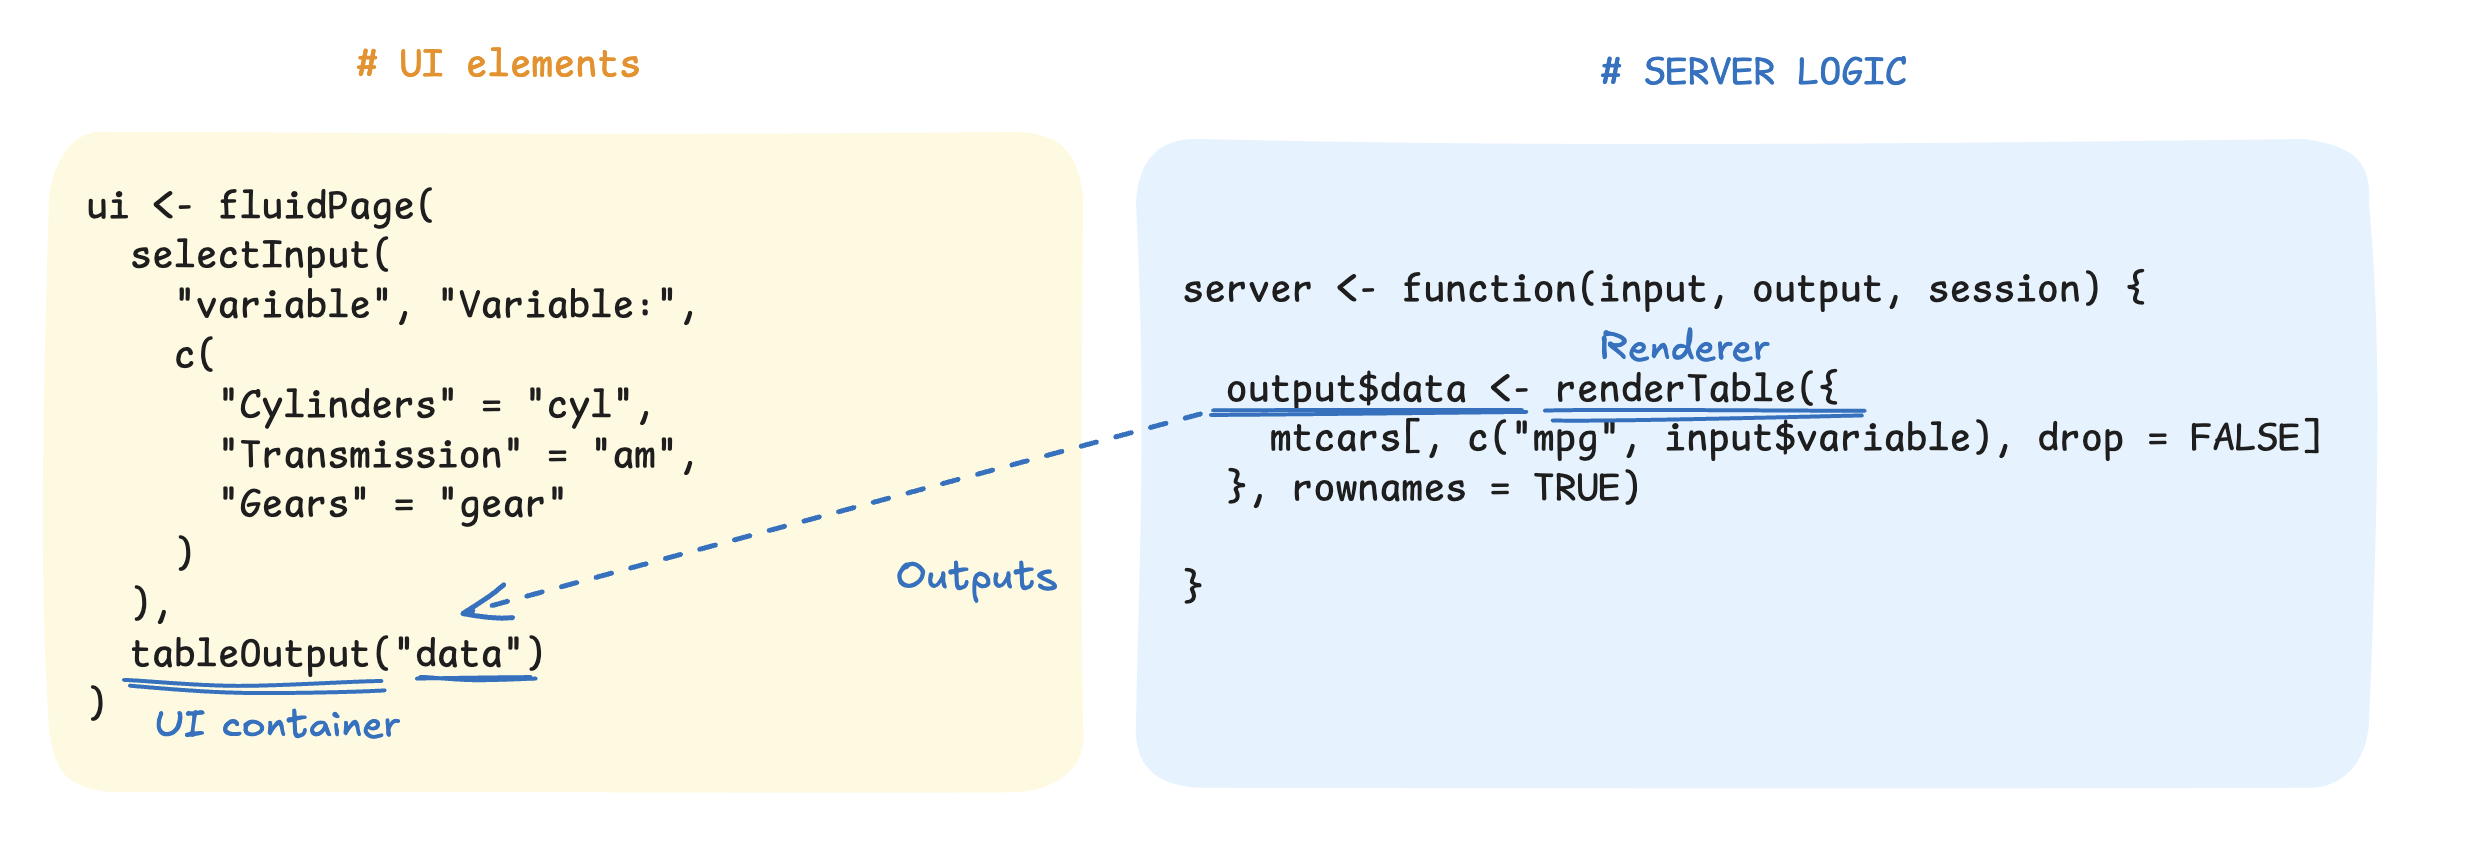 # UI elements
ui <- fluidPage(
  selectInput(
    "variable", "Variable:",
    c(
      "Cylinders" = "cyl",
      "Transmission" = "am",
      "Gears" = "gear"
    )
  ),
  tableOutput("data")
)
UI container
Outputs
# SERVER LOGIC
server <- function(input, output, session) {
Renderer
  output$data <- renderTable({
    mtcars[, c("mpg", input$variable), drop = FALSE]
  }, rownames = TRUE)
}